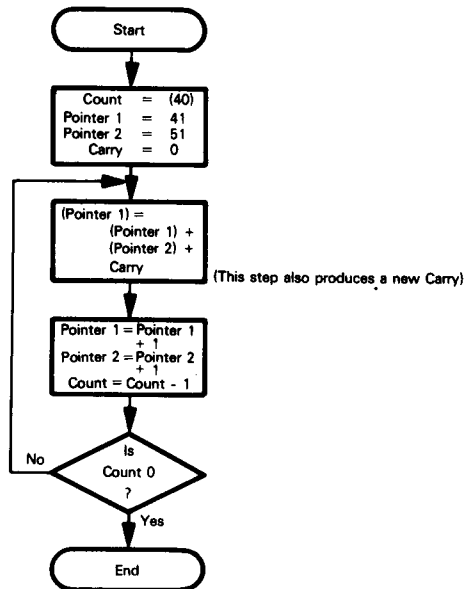 Start
Count = (40)
Pointer 1 = 41
Pointer 2 = 51
Carry = 0
(Pointer 1) =
(Pointer 1) +
(Pointer 2) +
Carry
(This step also produces a new Carry)
Pointer 1 = Pointer 1
+ 1
Pointer 2 = Pointer 2
+ 1
Count = Count - 1
Is
Count 0
?
No
Yes
End